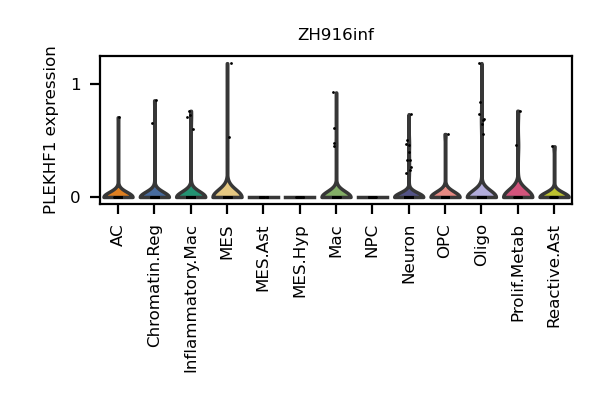 ZH916inf
PLEKHF1 expression
1
0
AC
Chromatin.Reg
Inflammatory.Mac
MES
MES.Ast
MES.Hyp
Mac
NPC
Neuron
OPC
Oligo
Prolif.Metab
Reactive.Ast